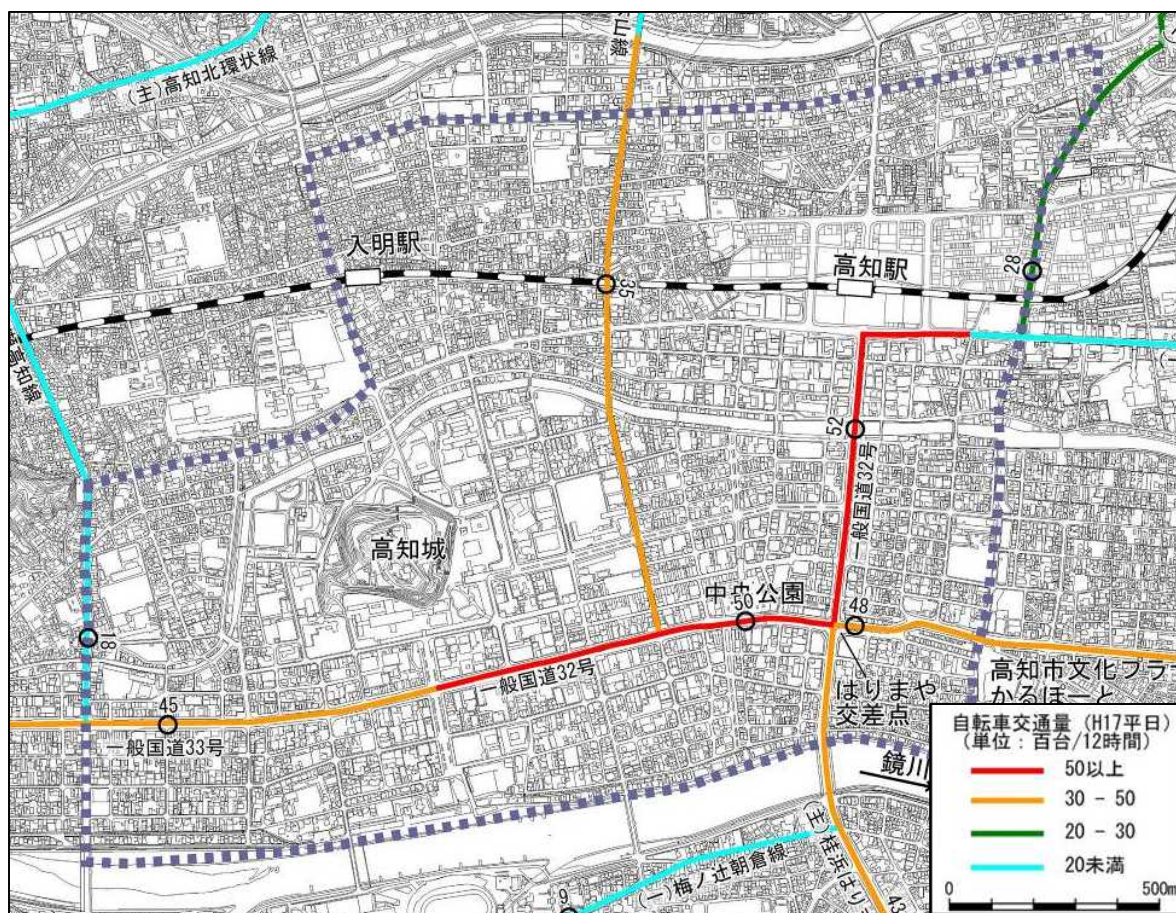 (主)高知北環状線
入明駅
35
高知駅
28
高知線
52
一般国道32号
高知城
中央公園
50
48
18
一般国道32号
はりまや
交差点
高知市文化プラ
かるぽーと
45
一般国道33号
鏡川
(一)梅ノ辻朝倉線
(主)桂浜はりま
9
43
自転車交通量 (H17平日)
(単位：百台/12時間)
50以上
30 - 50
20 - 30
20未満
0
500m